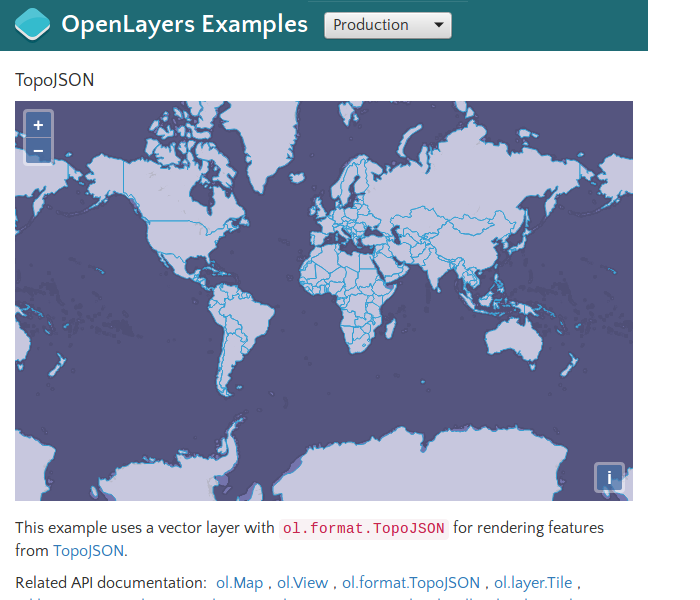 OpenLayers Examples
Production
TopoJSON
+
−
i
This example uses a vector layer with ol.format.TopoJSON for rendering features
from TopoJSON.
Related API documentation: ol.Map , ol.View , ol.format.TopoJSON , ol.layer.Tile ,